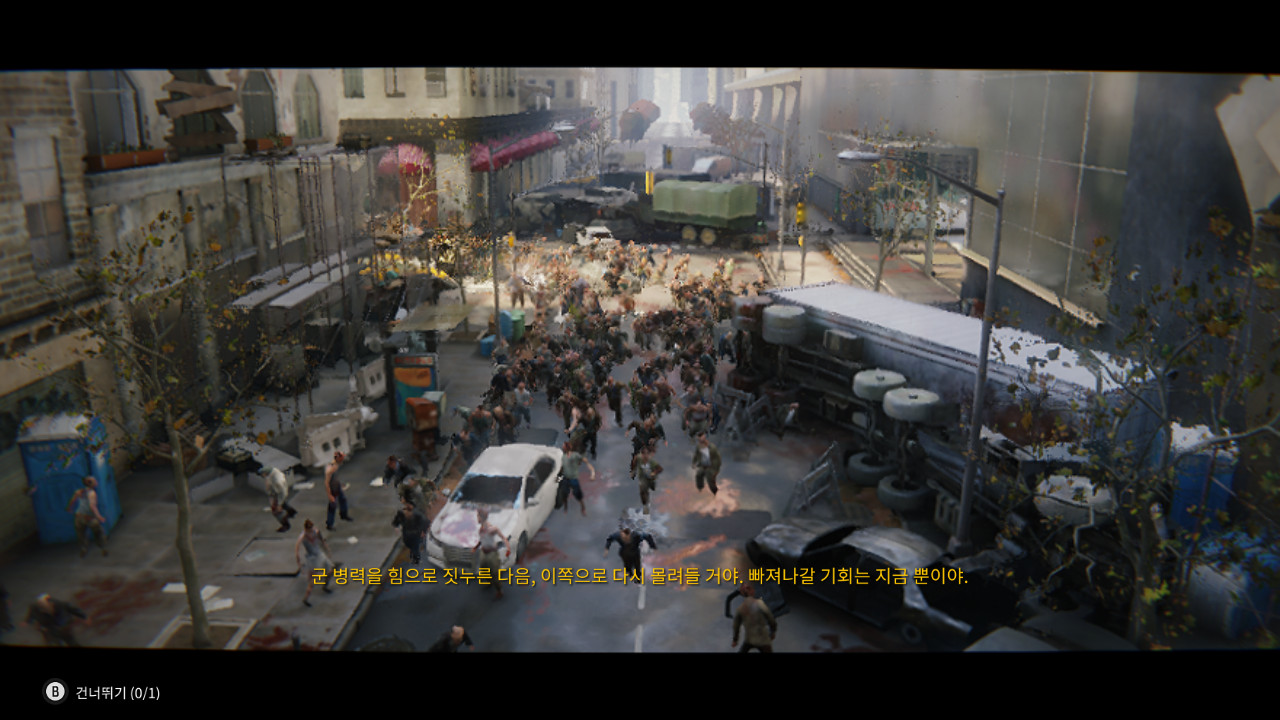 군 병력을 힘으로 짓누른 다음, 이쪽으로 다시 몰려들 거야. 빠져나갈 기회는 지금 뿐이야.
B 건너뛰기 (0/1)